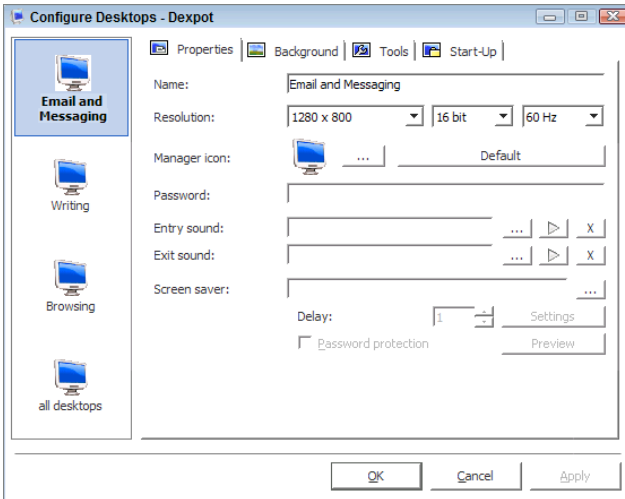 Configure Desktops - Dexpot
Properties Background Tools Start-Up
Email and
Messaging
Writing
Browsing
all desktops
Name: Email and Messaging
Resolution: 1280 x 800 16 bit 60 Hz
Manager icon: ... Default
Password:
Entry sound: ... X
Exit sound: ... X
Screen saver: ...
Delay: 1 Settings
Password protection Preview
OK Cancel Apply